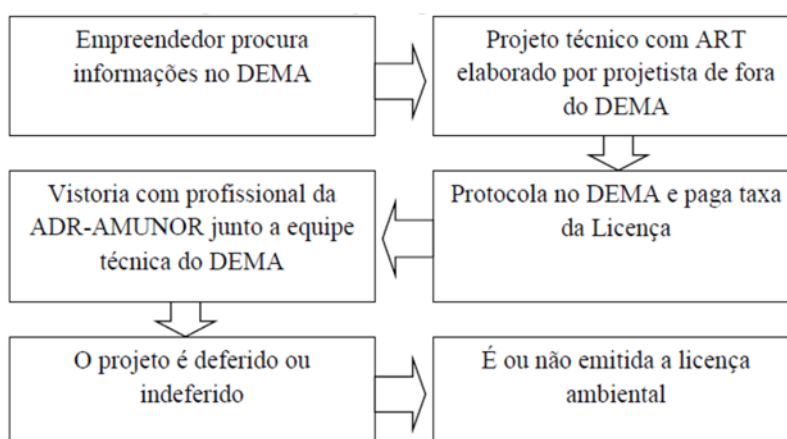 Empreendedor procura
informações no DEMA
Projeto técnico com ART
elaborado por projetista de fora
do DEMA
Protocola no DEMA e paga taxa
da Licença
Vistoria com profissional da
ADR-AMUNOR junto a equipe
técnica do DEMA
O projeto é deferido ou
indeferido
É ou não emitida a licença
ambiental